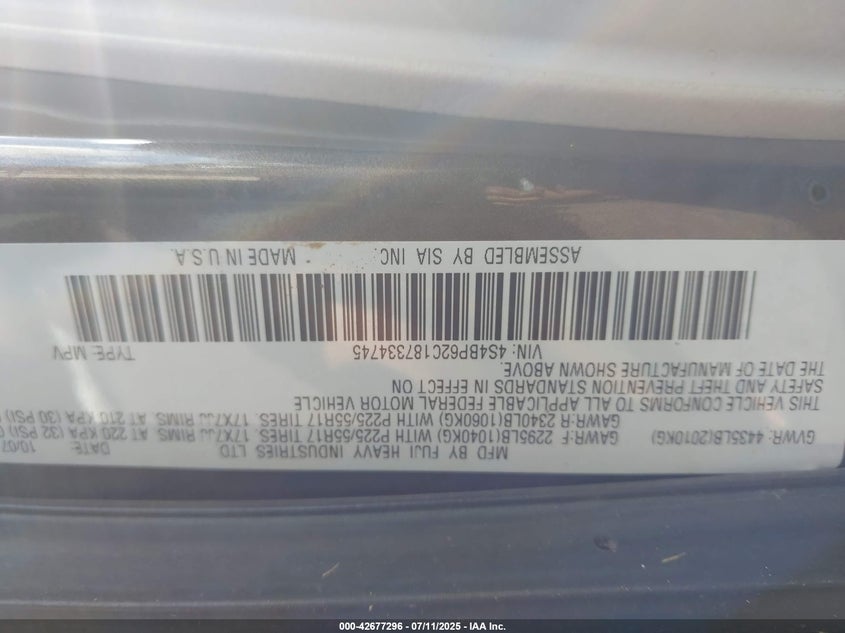 MFD BY FUJI HEAVY INDUSTRIES LTD DATE: 10/07
GVWR: 4435LB(2010KG) GAWR:F 2295LB(1040KG) WITH P225/55R17 TIRES. 17X7JJ RIMS. AT 220 KPA (32 PSI)
GAWR:R 2340LB(1060KG) WITH P225/55R17 TIRES. 17X7JJ RIMS. AT 210 KPA (30 PSI)
THIS VEHICLE CONFORMS TO ALL APPLICABLE FEDERAL MOTOR VEHICLE
SAFETY AND THEFT PREVENTION STANDARDS IN EFFECT ON
THE DATE OF MANUFACTURE SHOWN ABOVE.
VIN: 4S4BP62C187334745 TYPE: MPV
ASSEMBLED BY SIA INC. MADE IN U.S.A.
000-42677296 - 07/11/2025 - IAA Inc.